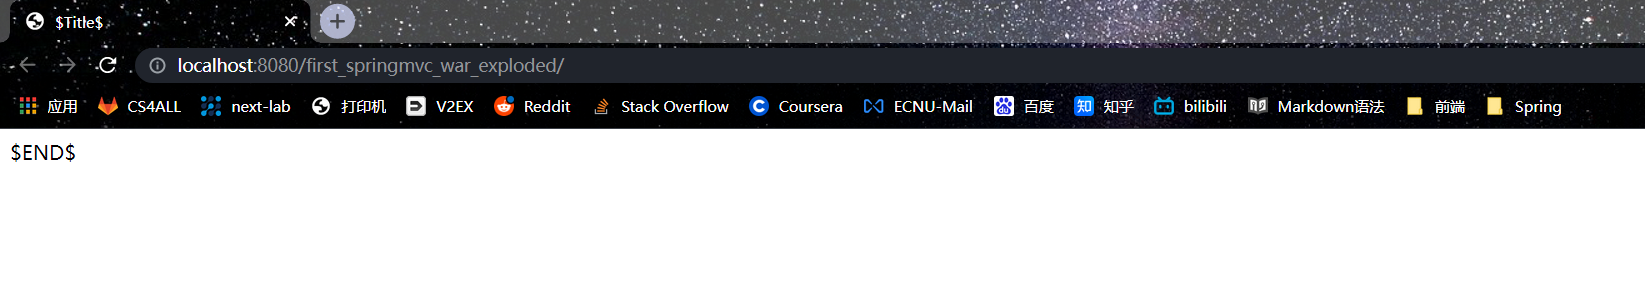 $Title$
localhost:8080/first_springmvc_war_exploded/
应用 CS4ALL next-lab 打印机 V2EX Reddit Stack Overflow Coursera ECNU-Mail 百度 知乎 bilibili Markdown语法 前端 Spring
$END$